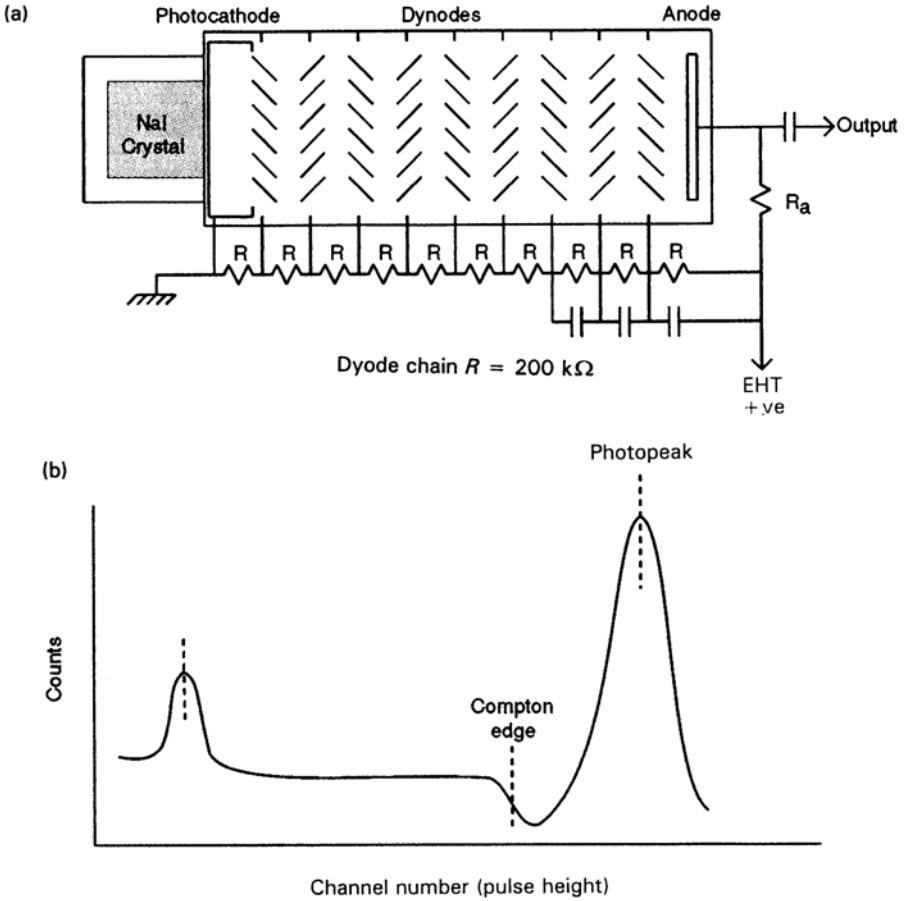 (a)
Photocathode Dynodes Anode
NaI
Crystal
Output
Ra
R R R R R R R R R R
Dyode chain R = 200 kΩ
EHT
+ve
(b)
Photopeak
Counts
Compton
edge
Channel number (pulse height)